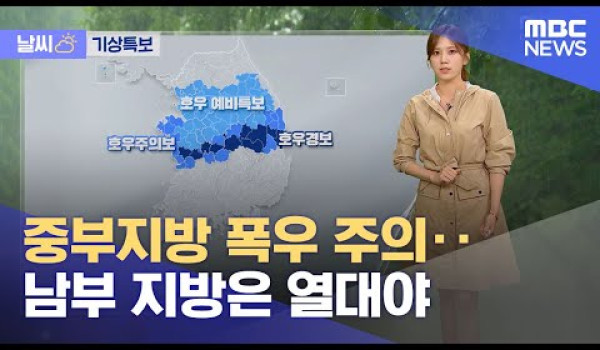 날씨
기상특보
MBC
NEWS
호우 예비특보
호우주의보
호우경보
중부지방 폭우 주의‥
남부 지방은 열대야